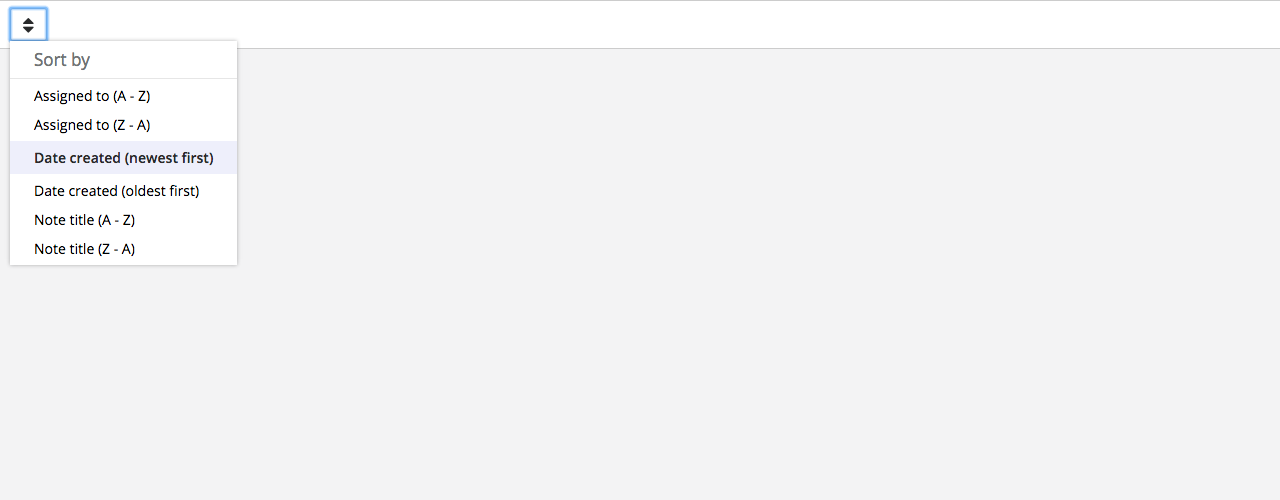 Sort by
Assigned to (A - Z)
Assigned to (Z - A)
Date created (newest first)
Date created (oldest first)
Note title (A - Z)
Note title (Z - A)